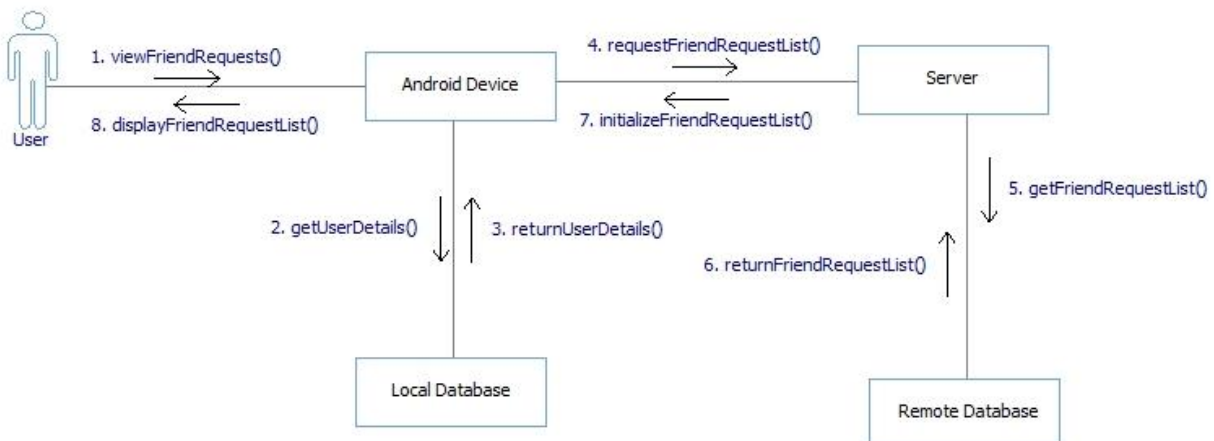 1. viewFriendRequests()
4. requestFriendRequestList()
Android Device
Server
8. displayFriendRequestList()
7. initializeFriendRequestList()
User
5. getFriendRequestList()
2. getUserDetails()
3. returnUserDetails()
6. returnFriendRequestList()
Local Database
Remote Database